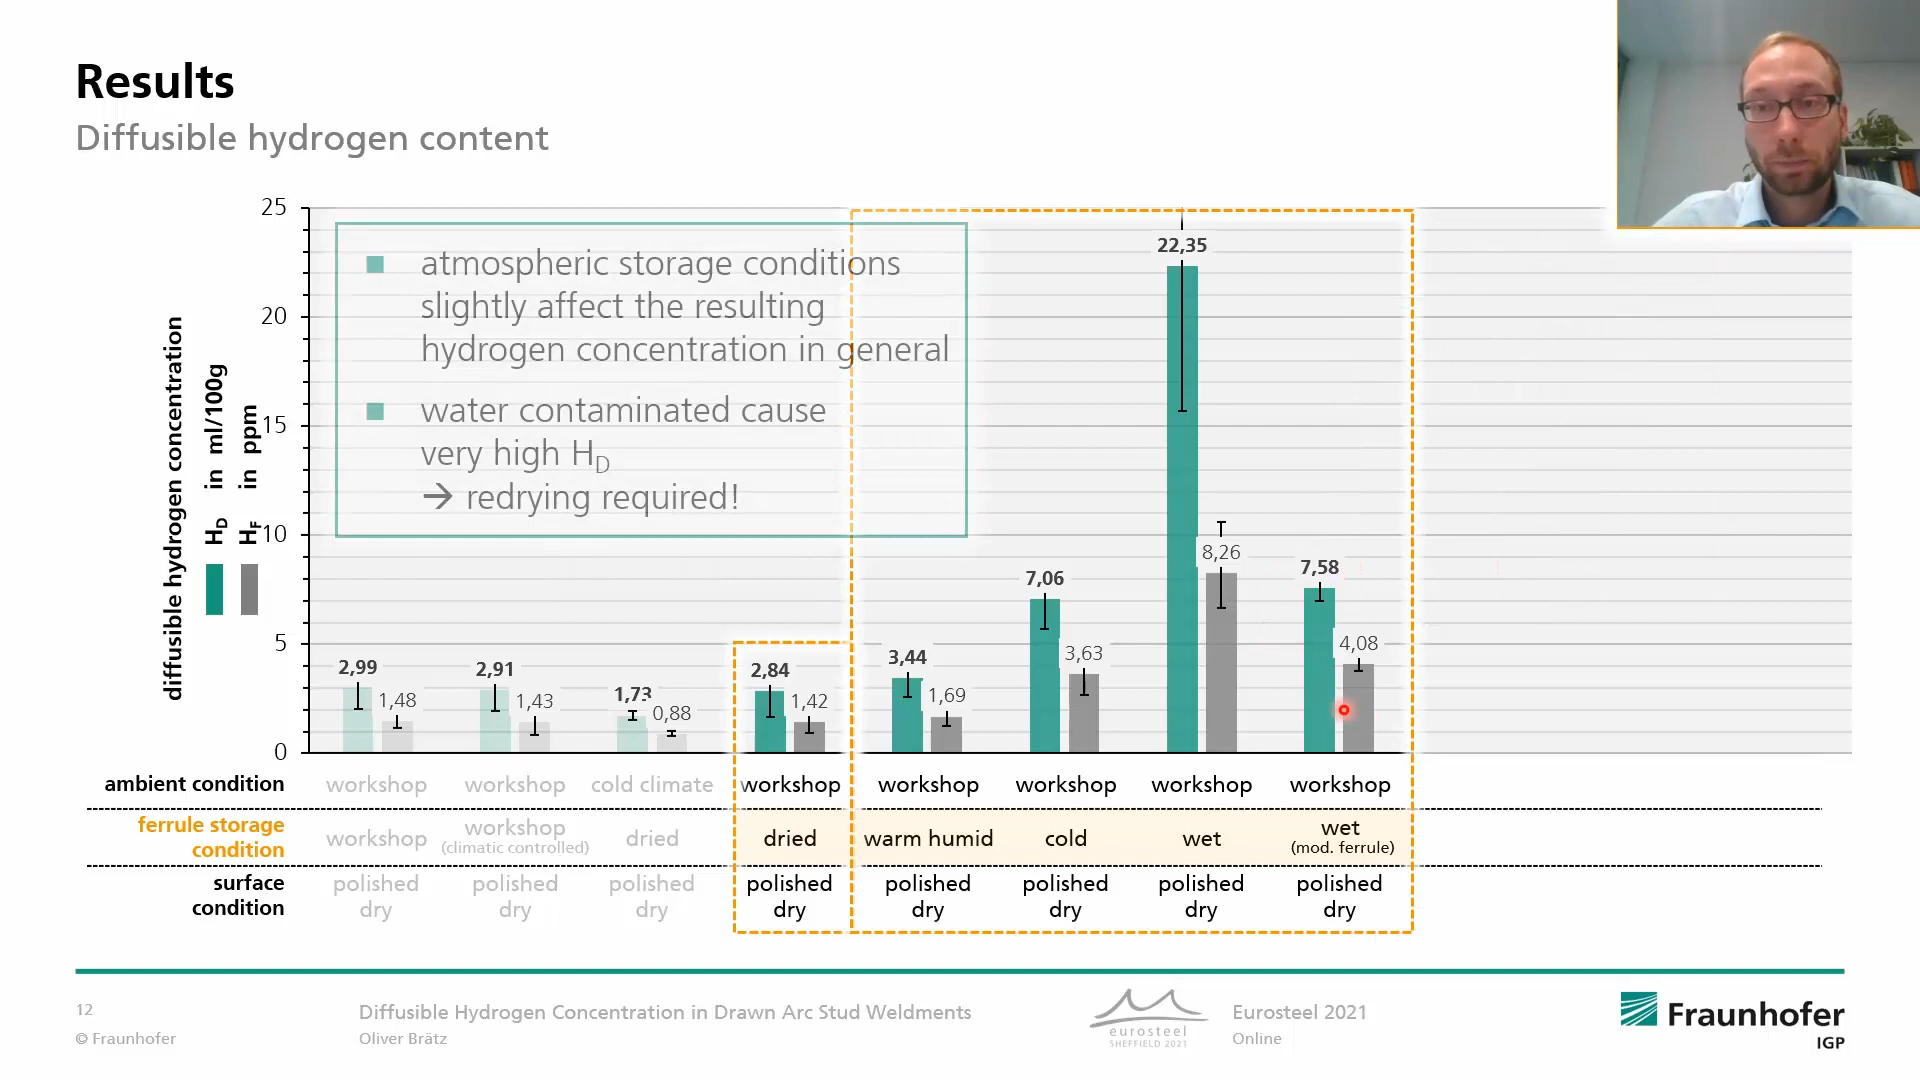 Results
Diffusible hydrogen content
diffusible hydrogen concentration
H_D in ml/100g
H_F in ppm
25
20
15
10
5
0
atmospheric storage conditions
slightly affect the resulting
hydrogen concentration in general
water contaminated cause
very high H_D
→ redrying required!
2,99
1,48
2,91
1,43
1,73
0,88
2,84
1,42
3,44
1,69
7,06
3,63
22,35
8,26
7,58
4,08
ambient condition workshop workshop cold climate workshop workshop workshop workshop workshop
ferrule storage condition
workshop
workshop
(climatic controlled)
dried
dried
warm humid
cold
wet
wet
(mod. ferrule)
surface polished polished polished polished polished polished polished polished
condition dry dry dry dry dry dry dry dry
12
© Fraunhofer
Diffusible Hydrogen Concentration in Drawn Arc Stud Weldments
Oliver Brätz
eurosteel
SHEFFIELD 2021
Eurosteel 2021
Online
Fraunhofer
IGP